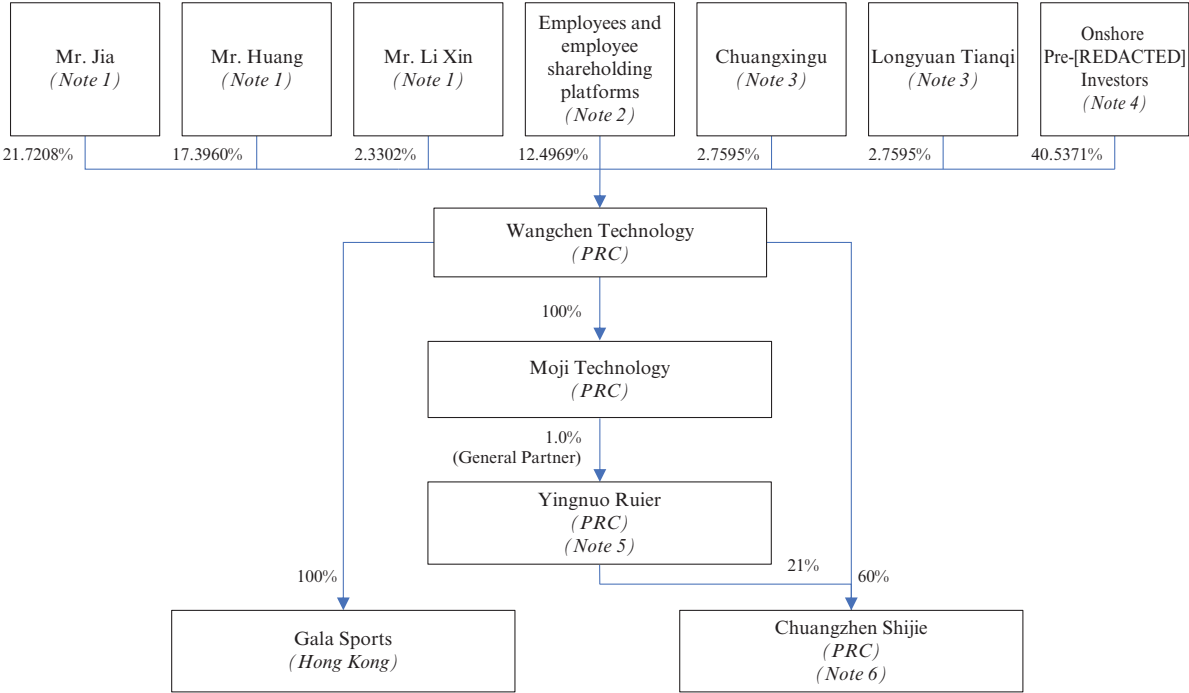 Mr. Jia
(Note 1)
Mr. Huang
(Note 1)
Mr. Li Xin
(Note 1)
Employees and
employee
shareholding
platforms
(Note 2)
Chuangxingu
(Note 3)
Longyuan Tianqi
(Note 3)
Onshore
Pre-[REDACTED]
Investors
(Note 4)
21.7208%
17.3960%
2.3302%
12.4969%
2.7595%
2.7595%
40.5371%
Wangchen Technology
(PRC)
100%
Moji Technology
(PRC)
1.0%
(General Partner)
Yingnuo Ruier
(PRC)
(Note 5)
100%
21%
60%
Gala Sports
(Hong Kong)
Chuangzhen Shijie
(PRC)
(Note 6)